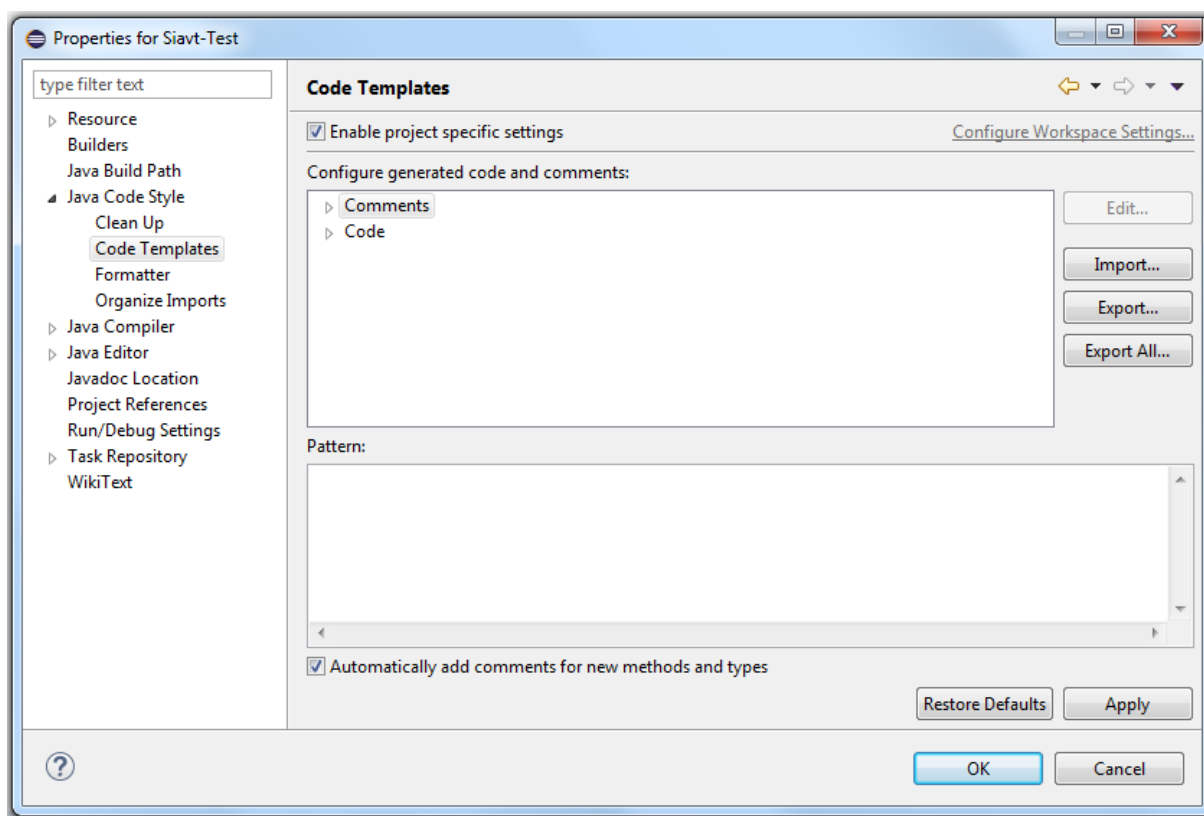 Properties for Siavt-Test
type filter text
Resource
Builders
Java Build Path
Java Code Style
Clean Up
Code Templates
Formatter
Organize Imports
Java Compiler
Java Editor
Javadoc Location
Project References
Run/Debug Settings
Task Repository
WikiText
Code Templates
Enable project specific settings
Configure Workspace Settings...
Configure generated code and comments:
Comments
Code
Edit...
Import...
Export...
Export All...
Pattern:
Automatically add comments for new methods and types
Restore Defaults
Apply
?
OK
Cancel